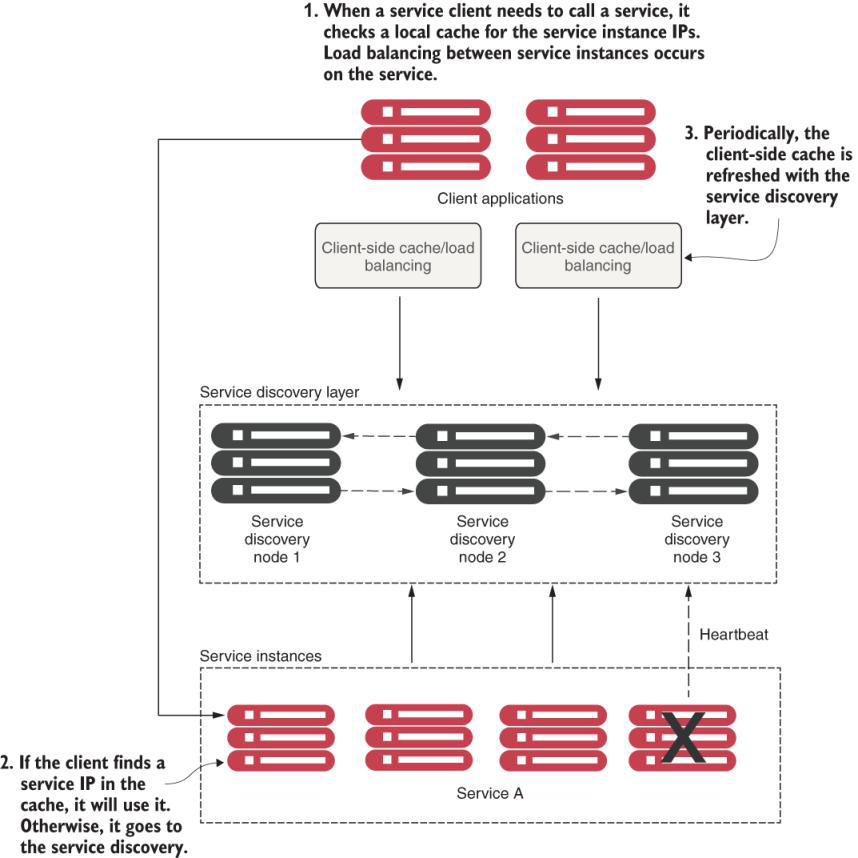 1. When a service client needs to call a service, it
checks a local cache for the service instance IPs.
Load balancing between service instances occurs
on the service.
3. Periodically, the
client-side cache is
refreshed with the
service discovery
layer.
Client applications
Client-side cache/load
balancing
Client-side cache/load
balancing
Service discovery layer
Service
discovery
node 1
Service
discovery
node 2
Service
discovery
node 3
Heartbeat
Service instances
X
2. If the client finds a
service IP in the
cache, it will use it.
Otherwise, it goes to
the service discovery.
Service A